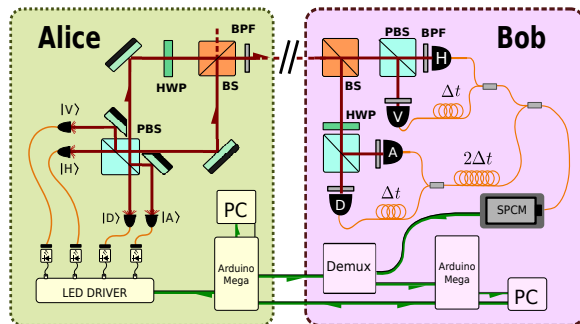 Alice
BPF
HWP
BS
|V⟩
PBS
|H⟩
|D⟩
|A⟩
PC
Arduino
Mega
LED DRIVER
Bob
PBS
BPF
H
BS
Δt
V
HWP
A
2Δt
D
Δt
SPCM
Demux
Arduino
Mega
PC